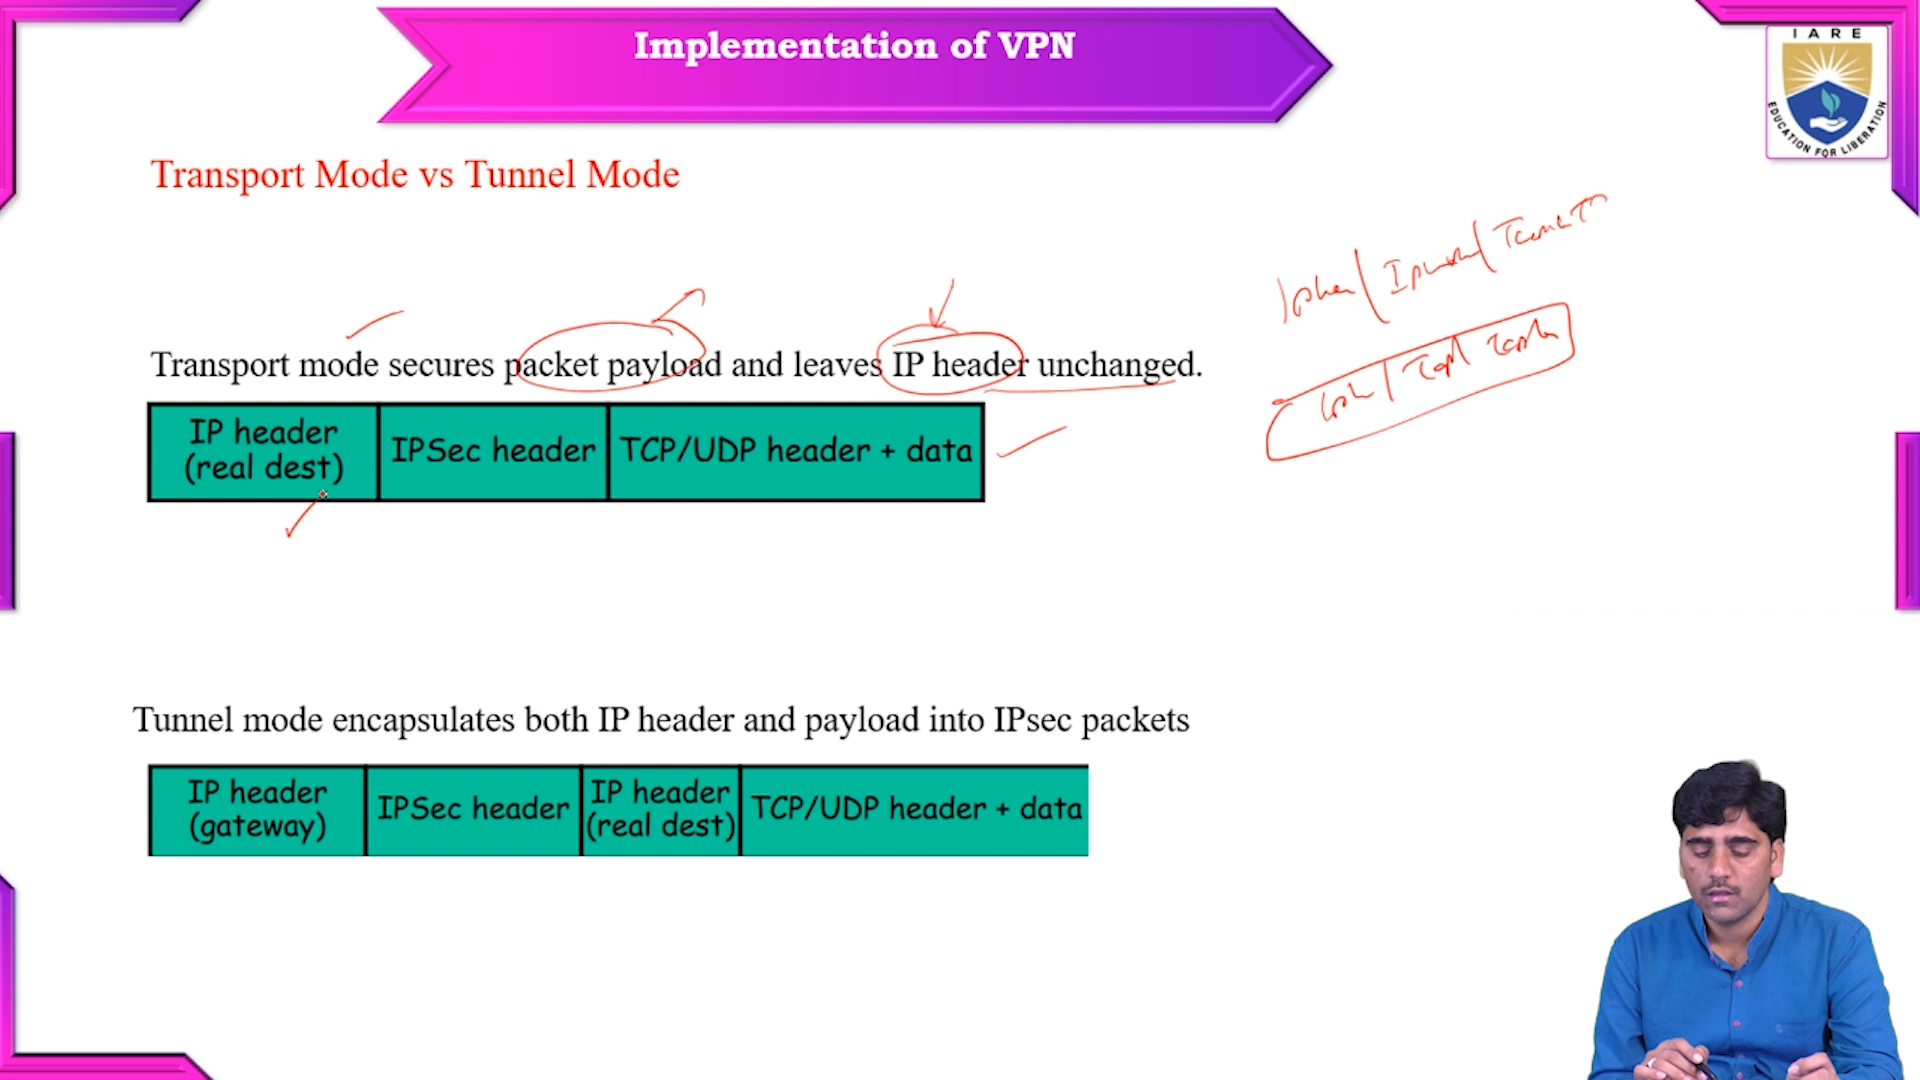 Implementation of VPN
I A R E
EDUCATION FOR LIBERATION
Transport Mode vs Tunnel Mode
Transport mode secures packet payload and leaves IP header unchanged.
IP header
(real dest)
IPSec header
TCP/UDP header + data
Tunnel mode encapsulates both IP header and payload into IPsec packets
IP header
(gateway)
IPSec header
IP header
(real dest)
TCP/UDP header + data